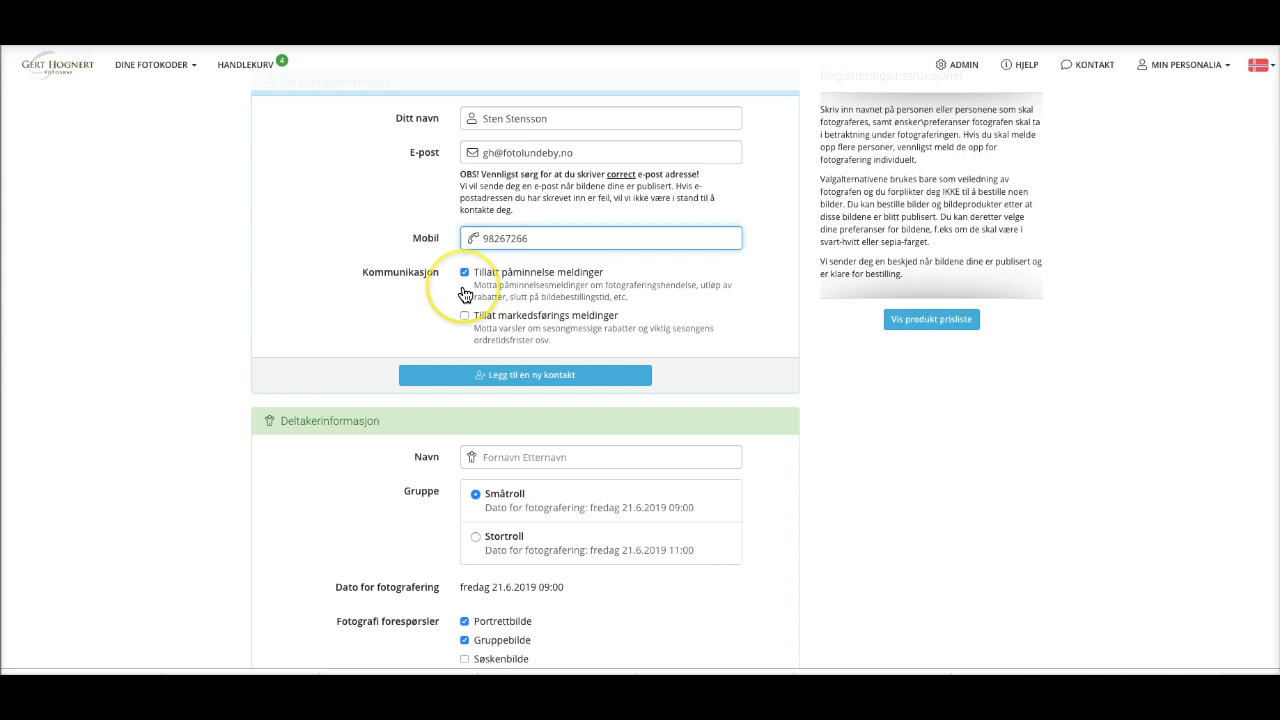 GERT HOGNERT
FOTOGRAF
DINE FOTOKODER
HANDLEKURV 4
ADMIN
HJELP
KONTAKT
MIN PERSONALIA
Din kontaktinformasjon
Ditt navn
Sten Stensson
E-post
gh@fotolundeby.no
OBS! Vennligst sørg for at du skriver correct e-post adresse!
Vi vil sende deg en e-post når bildene dine er publisert. Hvis e-
postadressen du har skrevet inn er feil, vil vi ikke være i stand til å
kontakte deg.
Mobil
98267266
Kommunikasjon
Tillatt påminnelse meldinger
Motta påminnelsesmeldinger om fotograferingshendelse, utløp av
rabatter, slutt på bildebestillingstid, etc.
Tillat markedsførings meldinger
Motta varsler om sesongmessige rabatter og viktig sesongens
ordretidsfrister osv.
Legg til en ny kontakt
Deltakerinformasjon
Navn
Fornavn Etternavn
Gruppe
Småtroll
Dato for fotografering: fredag 21.6.2019 09:00
Stortroll
Dato for fotografering: fredag 21.6.2019 11:00
Dato for fotografering
fredag 21.6.2019 09:00
Fotografi forespørsler
Portrettbilde
Gruppebilde
Søskenbilde
Registreringsinstruksjoner
Skriv inn navnet på personen eller personene som skal
fotograferes, samt ønsker\preferanser fotografen skal ta
i betraktning under fotograferingen. Hvis du skal melde
opp flere personer, vennligst meld de opp for
fotografering individuelt.
Valgalternativene brukes bare som veiledning av
fotografen og du forplikter deg IKKE til å bestille noen
bilder. Du kan bestille bilder og bildeprodukter etter at
disse bildene er blitt publisert. Du kan deretter velge
dine preferanser for bildene, f.eks om de skal være i
svart-hvitt eller sepia-farget.
Vi sender deg en beskjed når bildene dine er publisert og
er klare for bestilling.
Vis produkt prisliste